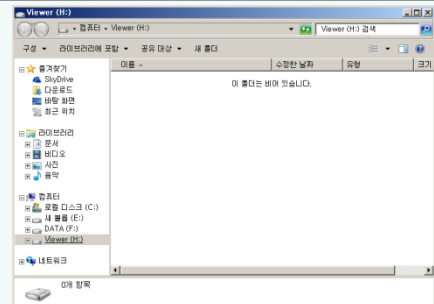 Viewer (H:)
컴퓨터 ▸ Viewer (H:)
Viewer (H:) 검색
구성 라이브러리에 포함 공유 대상 새 폴더
이름 수정한 날짜 유형 크기
이 폴더는 비어 있습니다.
즐겨찾기
SkyDrive
다운로드
바탕 화면
최근 위치
라이브러리
문서
비디오
사진
음악
컴퓨터
로컬 디스크 (C:)
새 볼륨 (E:)
DATA (F:)
Viewer (H:)
네트워크
0개 항목